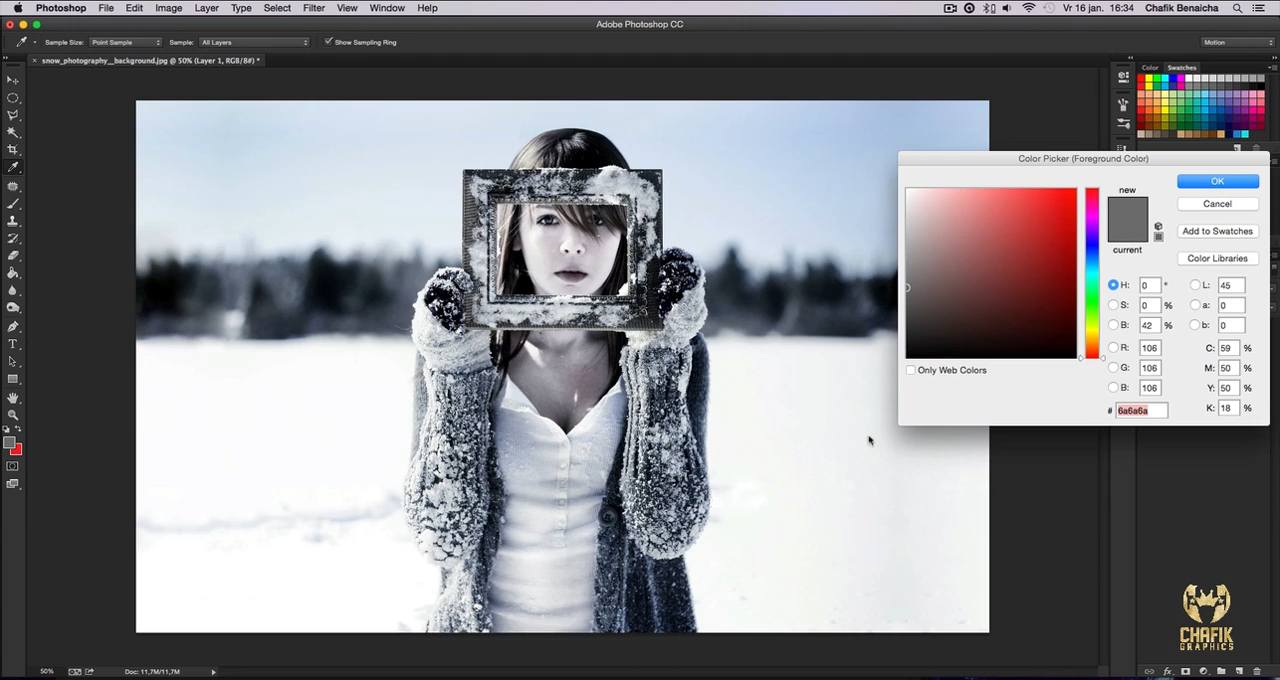 Photoshop File Edit Image Layer Type Select Filter View Window Help Vr 16 jan. 16:34 Chafik Benaicha
Adobe Photoshop CC
Sample Size: Point Sample Sample: All Layers Show Sampling Ring Motion
× snow_photography__background.jpg @ 50% (Layer 1, RGB/8#) *
Color Swatches
Color Picker (Foreground Color)
new
current
OK
Cancel
Add to Swatches
Color Libraries
H: 0 °
S: 0 %
B: 42 %
R: 106
G: 106
B: 106
# 6a6a6a
L: 45
a: 0
b: 0
C: 59 %
M: 50 %
Y: 50 %
K: 18 %
Only Web Colors
T
CHAFIK
GRAPHICS
50% Doc: 11,7M/11,7M
fx